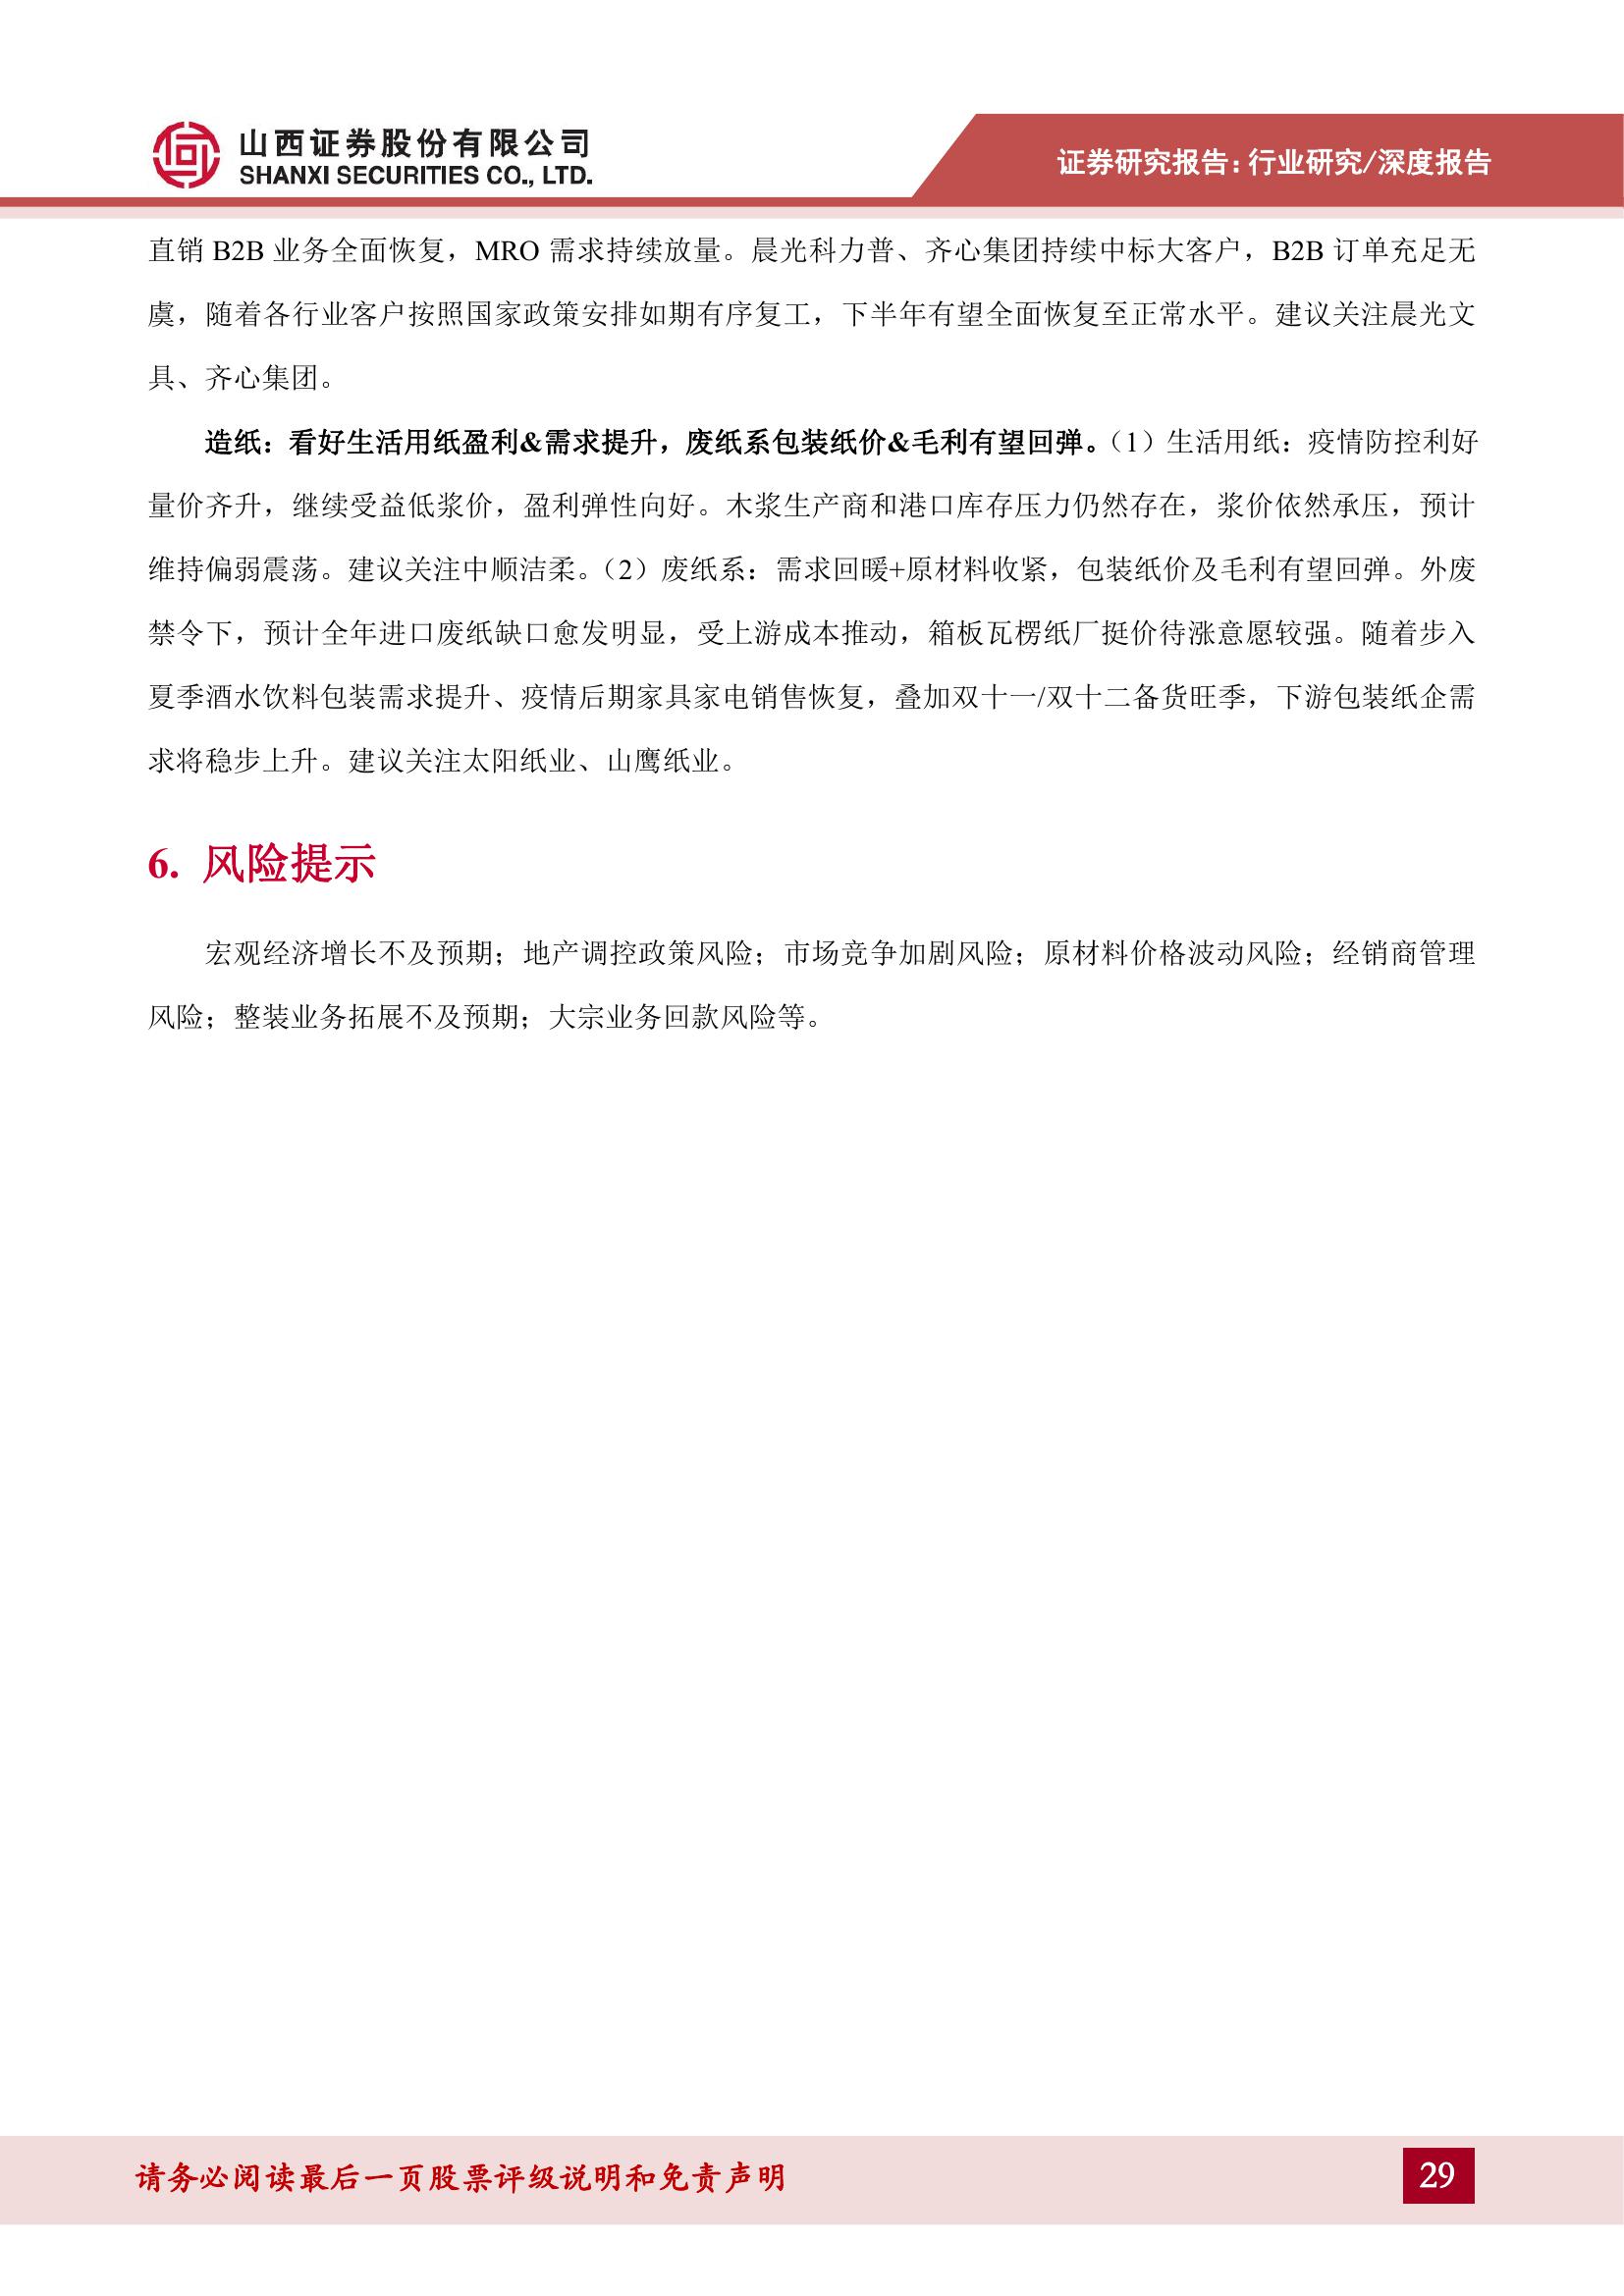 山西证券股份有限公司
SHANXI SECURITIES CO., LTD.
证券研究报告：行业研究/深度报告
直销 B2B 业务全面恢复，MRO 需求持续放量。晨光科力普、齐心集团持续中标大客户，B2B 订单充足无
虞，随着各行业客户按照国家政策安排如期有序复工，下半年有望全面恢复至正常水平。建议关注晨光文
具、齐心集团。
造纸：看好生活用纸盈利&需求提升，废纸系包装纸价&毛利有望回弹。（1）生活用纸：疫情防控利好
量价齐升，继续受益低浆价，盈利弹性向好。木浆生产商和港口库存压力仍然存在，浆价依然承压，预计
维持偏弱震荡。建议关注中顺洁柔。（2）废纸系：需求回暖+原材料收紧，包装纸价及毛利有望回弹。外废
禁令下，预计全年进口废纸缺口愈发明显，受上游成本推动，箱板瓦楞纸厂挺价待涨意愿较强。随着步入
夏季酒水饮料包装需求提升、疫情后期家具家电销售恢复，叠加双十一/双十二备货旺季，下游包装纸企需
求将稳步上升。建议关注太阳纸业、山鹰纸业。
6. 风险提示
宏观经济增长不及预期；地产调控政策风险；市场竞争加剧风险；原材料价格波动风险；经销商管理
风险；整装业务拓展不及预期；大宗业务回款风险等。
请务必阅读最后一页股票评级说明和免责声明
29